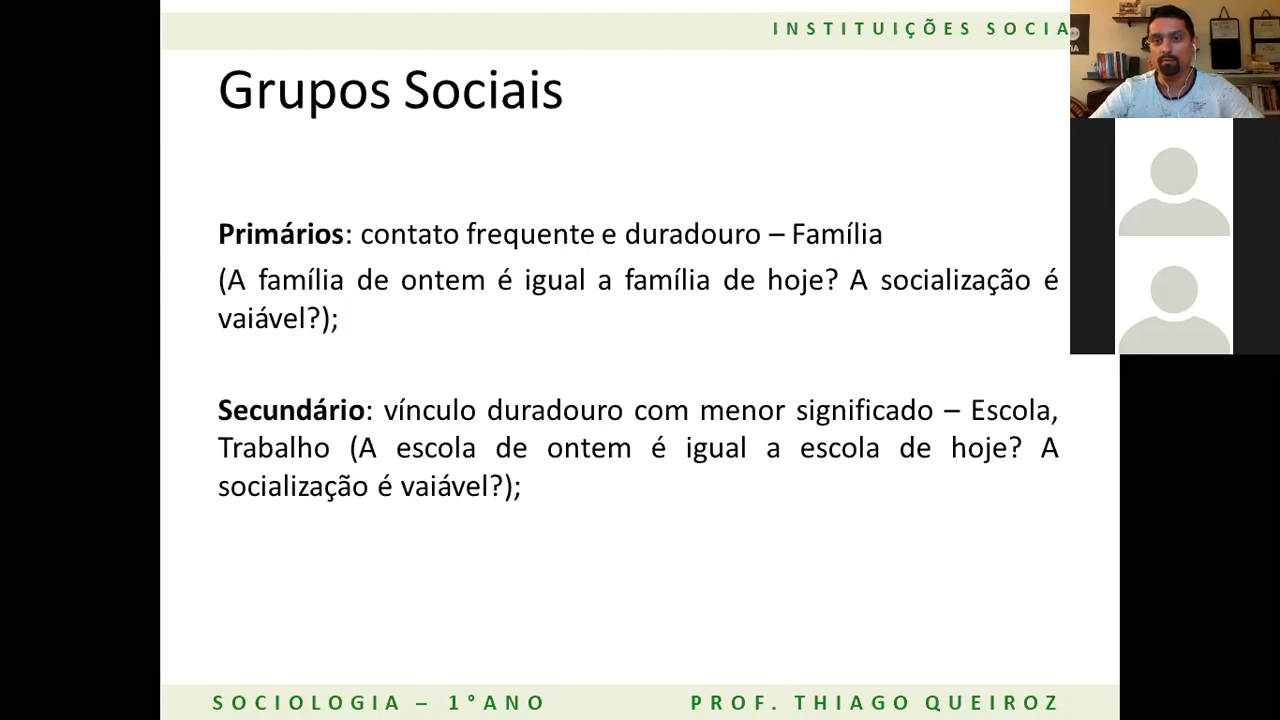 INSTITUIÇÕES SOCIA
Grupos Sociais
Primários: contato frequente e duradouro – Família
(A família de ontem é igual a família de hoje? A socialização é
vaiável?);
Secundário: vínculo duradouro com menor significado – Escola,
Trabalho (A escola de ontem é igual a escola de hoje? A
socialização é vaiável?);
SOCIOLOGIA – 1°ANO
PROF. THIAGO QUEIROZ